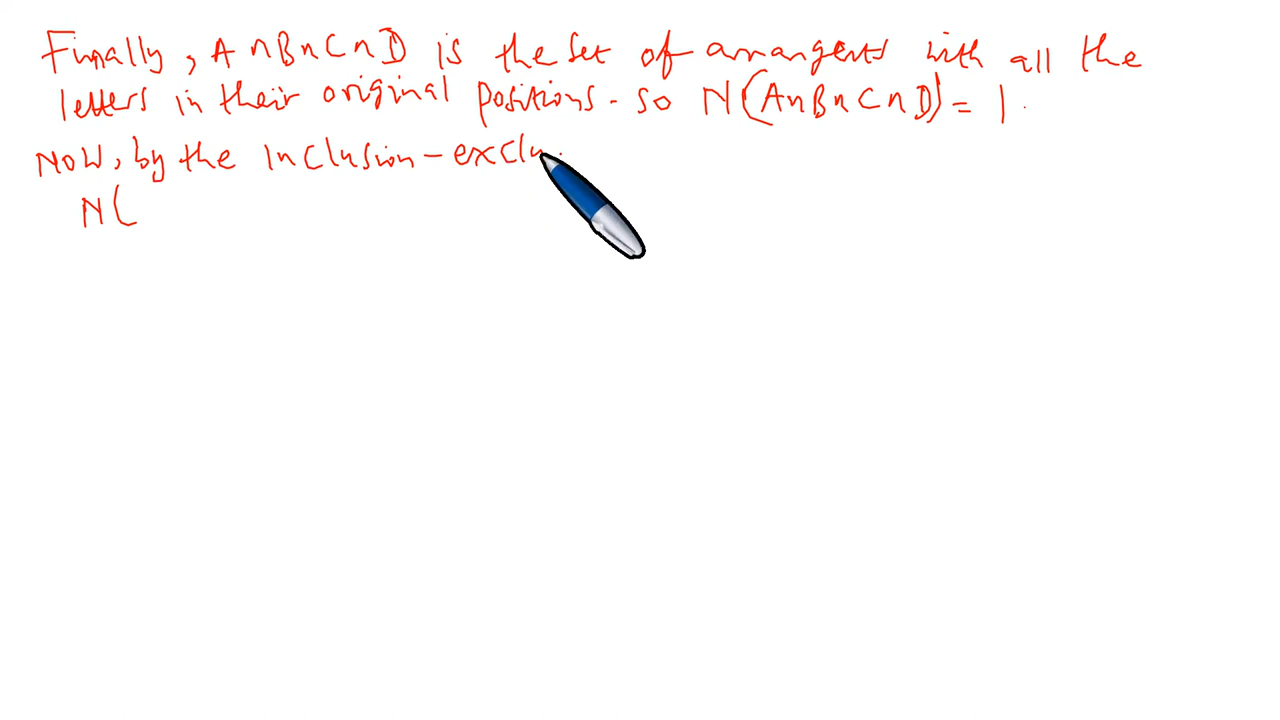 Finally, A∩B∩C∩D is the set of arrangents with all the
letters in their original positions. so N(A∩B∩C∩D) = 1.
Now, by the inclusion-exclu.
N(